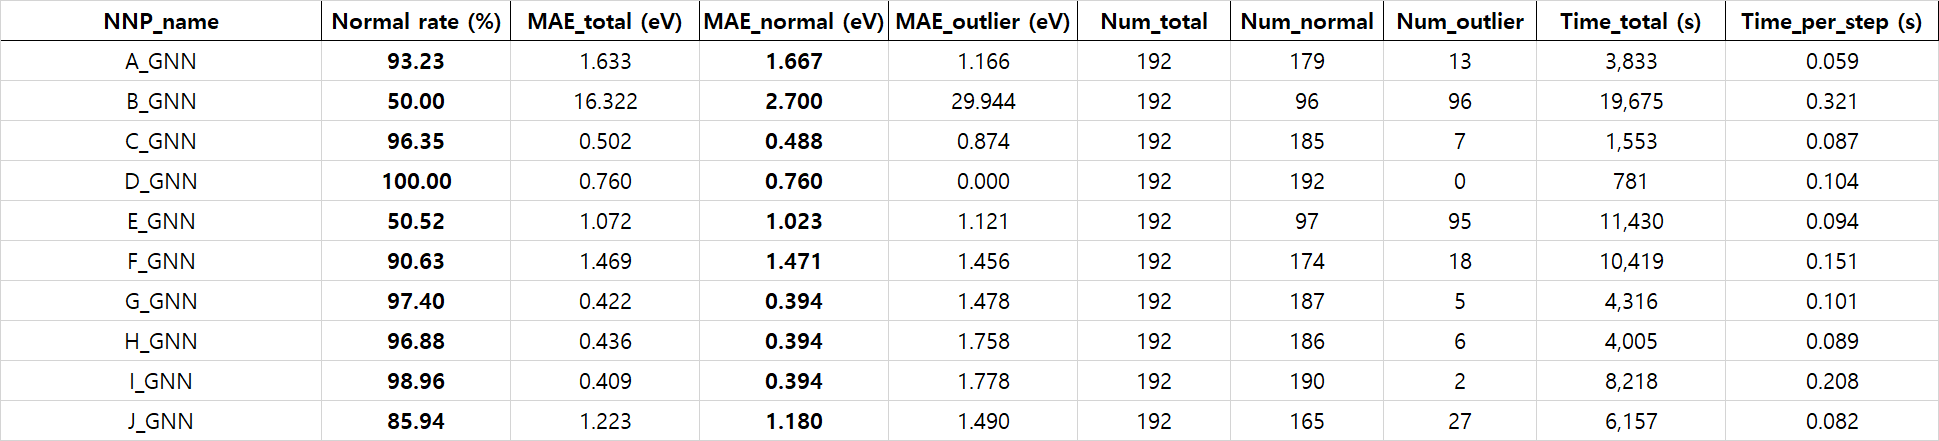 NNP_name Normal rate (%) MAE_total (eV) MAE_normal (eV) MAE_outlier (eV) Num_total Num_normal Num_outlier Time_total (s) Time_per_step (s)
A_GNN 93.23 1.633 1.667 1.166 192 179 13 3,833 0.059
B_GNN 50.00 16.322 2.700 29.944 192 96 96 19,675 0.321
C_GNN 96.35 0.502 0.488 0.874 192 185 7 1,553 0.087
D_GNN 100.00 0.760 0.760 0.000 192 192 0 781 0.104
E_GNN 50.52 1.072 1.023 1.121 192 97 95 11,430 0.094
F_GNN 90.63 1.469 1.471 1.456 192 174 18 10,419 0.151
G_GNN 97.40 0.422 0.394 1.478 192 187 5 4,316 0.101
H_GNN 96.88 0.436 0.394 1.758 192 186 6 4,005 0.089
I_GNN 98.96 0.409 0.394 1.778 192 190 2 8,218 0.208
J_GNN 85.94 1.223 1.180 1.490 192 165 27 6,157 0.082